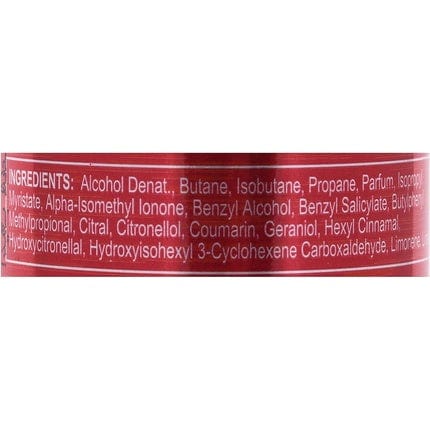 INGREDIENTS: Alcohol Denat., Butane, Isobutane, Propane, Parfum, Isopropyl
Myristate, Alpha-Isomethyl Ionone, Benzyl Alcohol, Benzyl Salicylate, Butylphenyl
Methylpropional, Citral, Citronellol, Coumarin, Geraniol, Hexyl Cinnamal,
Hydroxycitronellal, Hydroxyisohexyl 3-Cyclohexene Carboxaldehyde, Limonene,